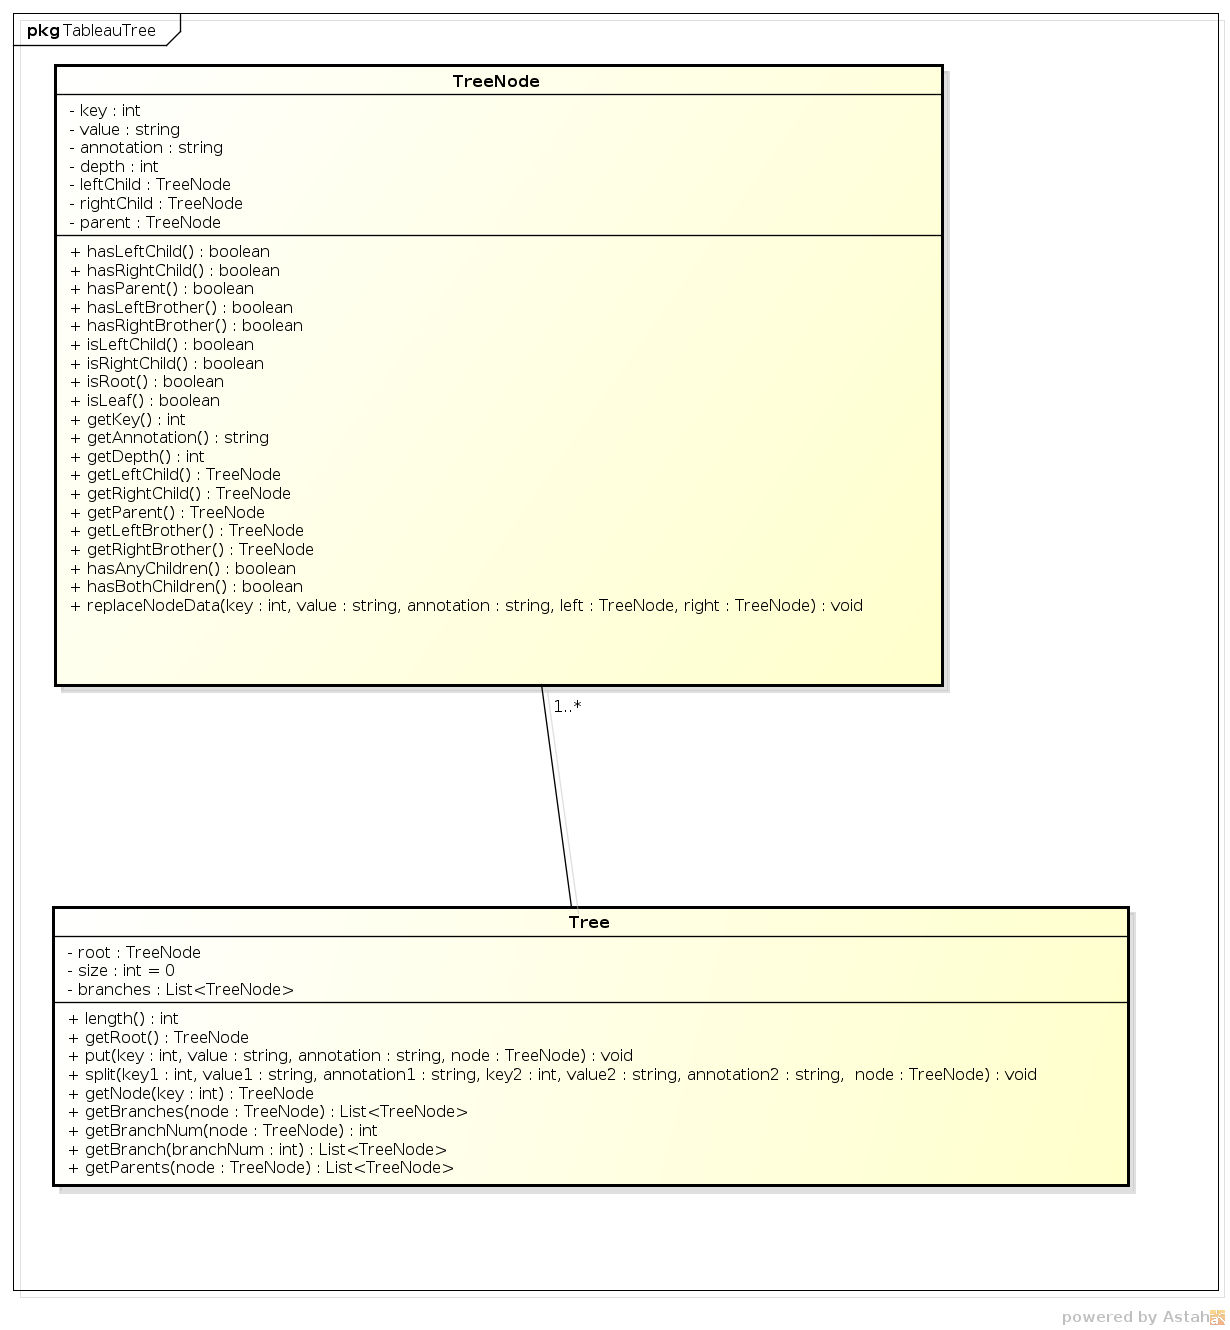 pkg TableauTree
TreeNode
- key : int
- value : string
- annotation : string
- depth : int
- leftChild : TreeNode
- rightChild : TreeNode
- parent : TreeNode
+ hasLeftChild() : boolean
+ hasRightChild() : boolean
+ hasParent() : boolean
+ hasLeftBrother() : boolean
+ hasRightBrother() : boolean
+ isLeftChild() : boolean
+ isRightChild() : boolean
+ isRoot() : boolean
+ isLeaf() : boolean
+ getKey() : int
+ getAnnotation() : string
+ getDepth() : int
+ getLeftChild() : TreeNode
+ getRightChild() : TreeNode
+ getParent() : TreeNode
+ getLeftBrother() : TreeNode
+ getRightBrother() : TreeNode
+ hasAnyChildren() : boolean
+ hasBothChildren() : boolean
+ replaceNodeData(key : int, value : string, annotation : string, left : TreeNode, right : TreeNode) : void
1..*
Tree
- root : TreeNode
- size : int = 0
- branches : List<TreeNode>
+ length() : int
+ getRoot() : TreeNode
+ put(key : int, value : string, annotation : string, node : TreeNode) : void
+ split(key1 : int, value1 : string, annotation1 : string, key2 : int, value2 : string, annotation2 : string,  node : TreeNode) : void
+ getNode(key : int) : TreeNode
+ getBranches(node : TreeNode) : List<TreeNode>
+ getBranchNum(node : TreeNode) : int
+ getBranch(branchNum : int) : List<TreeNode>
+ getParents(node : TreeNode) : List<TreeNode>
powered by Astah